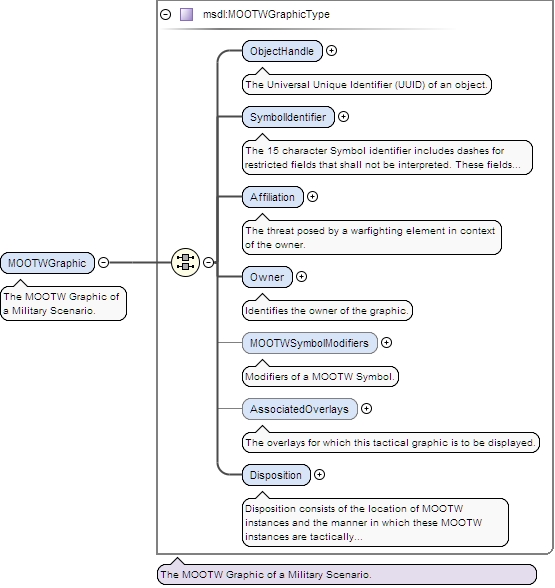 msdl:MOOTWGraphicType
ObjectHandle
The Universal Unique Identifier (UUID) of an object.
SymbolIdentifier
The 15 character Symbol identifier includes dashes for
restricted fields that shall not be interpreted. These fields...
Affiliation
The threat posed by a warfighting element in context
of the owner.
MOOTWGraphic
The MOOTW Graphic of
a Military Scenario.
Owner
Identifies the owner of the graphic.
MOOTWSymbolModifiers
Modifiers of a MOOTW Symbol.
AssociatedOverlays
The overlays for which this tactical graphic is to be displayed.
Disposition
Disposition consists of the location of MOOTW
instances and the manner in which these MOOTW
instances are tactically...
The MOOTW Graphic of a Military Scenario.